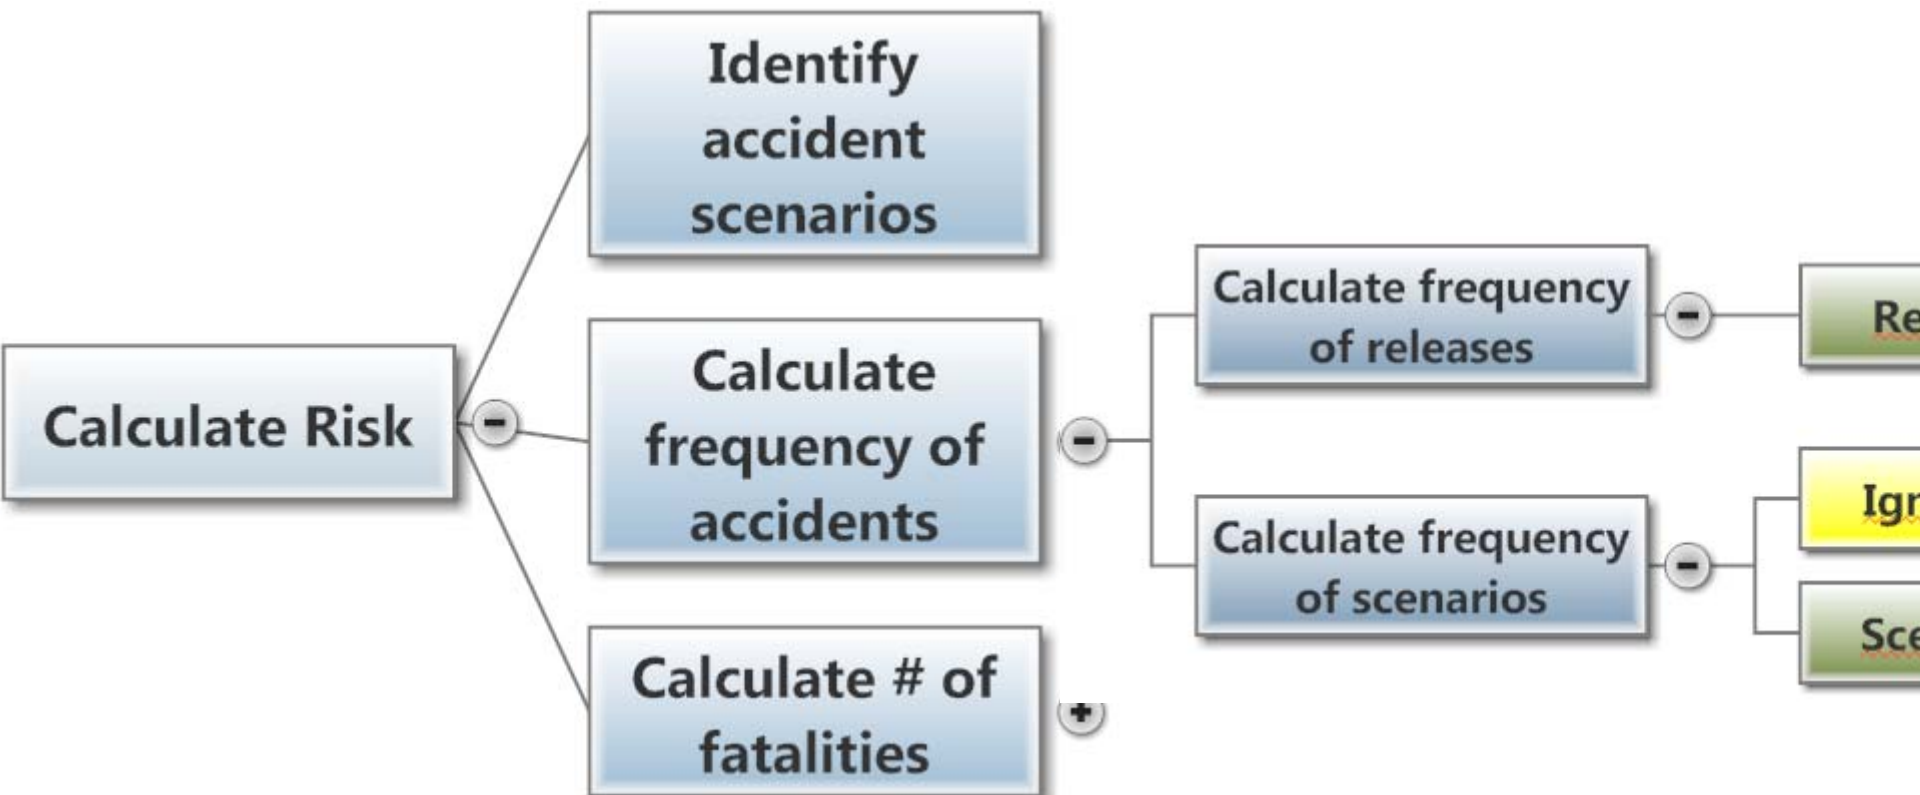 Identify
accident
scenarios
Calculate Risk
Calculate
frequency of
accidents
Calculate # of
fatalities
Calculate frequency
of releases
Calculate frequency
of scenarios